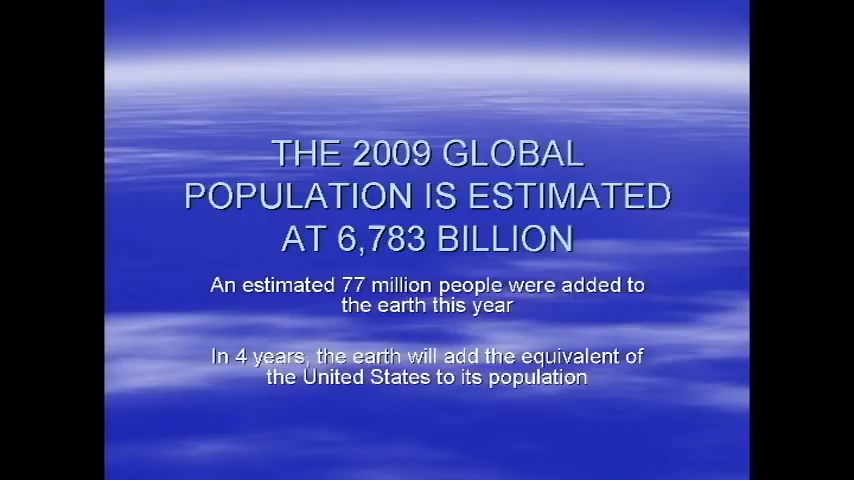 THE 2009 GLOBAL
POPULATION IS ESTIMATED
AT 6,783 BILLION
An estimated 77 million people were added to
the earth this year
In 4 years, the earth will add the equivalent of
the United States to its population